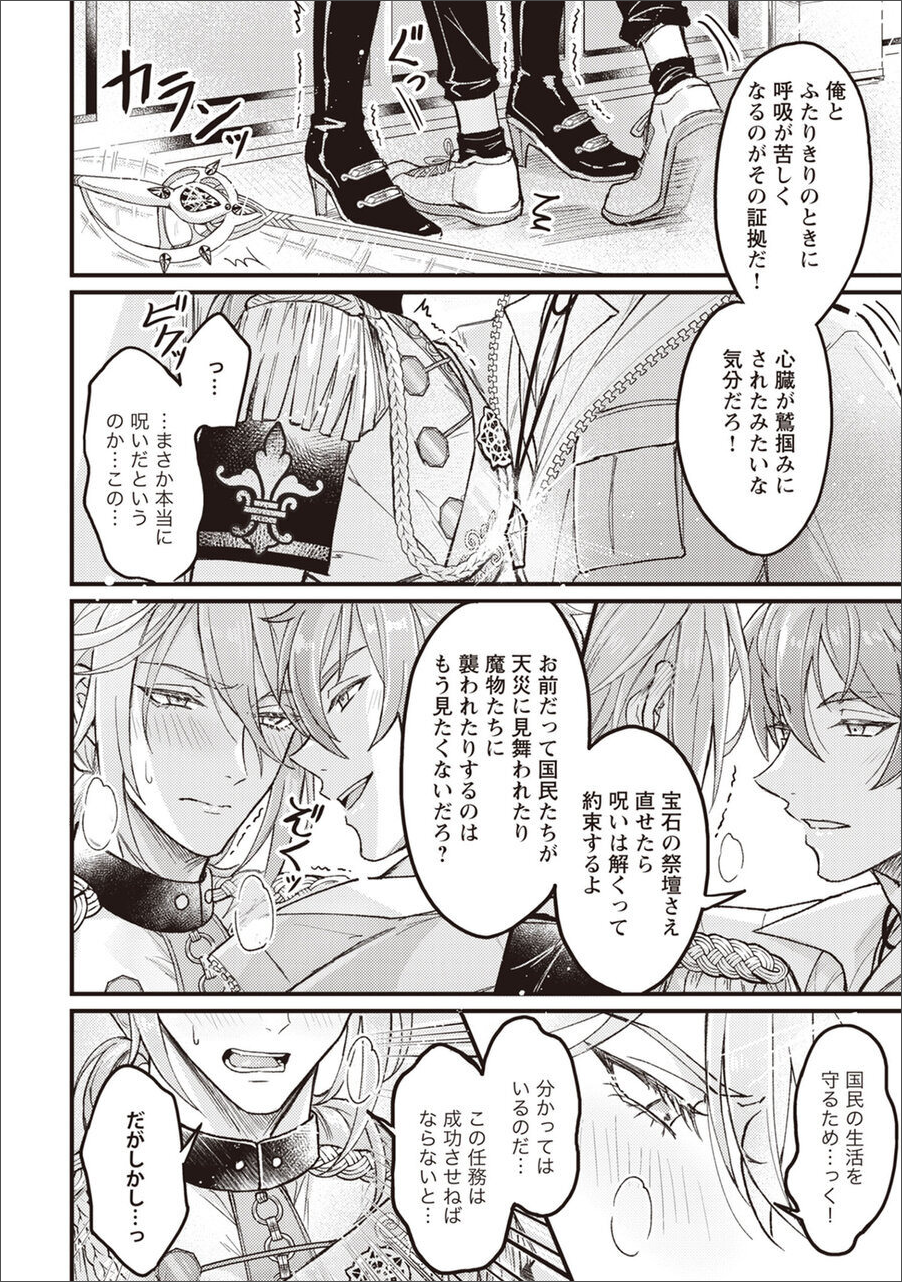 俺と
ふたりきりのときに
呼吸が苦しく
なるのがその証拠だ！
ぐぐっ
ぐっ
カランッ
心臓が鷲掴みに
されたみたいな
気分だろ！
ビクッ
っ…
…まさか本当に
呪いだという
のか…この…
宝石の祭壇さえ
直せたら
呪いは解くって
約束するよ
お前だって国民たちが
天災に見舞われたり
魔物たちに
襲われたりするのは
もう見たくないだろ？
ぐいっ
国民の生活を
守るため…っく！
分かっては
いるのだ…
この任務は
成功させねば
ならないと…
だがしかし…っ